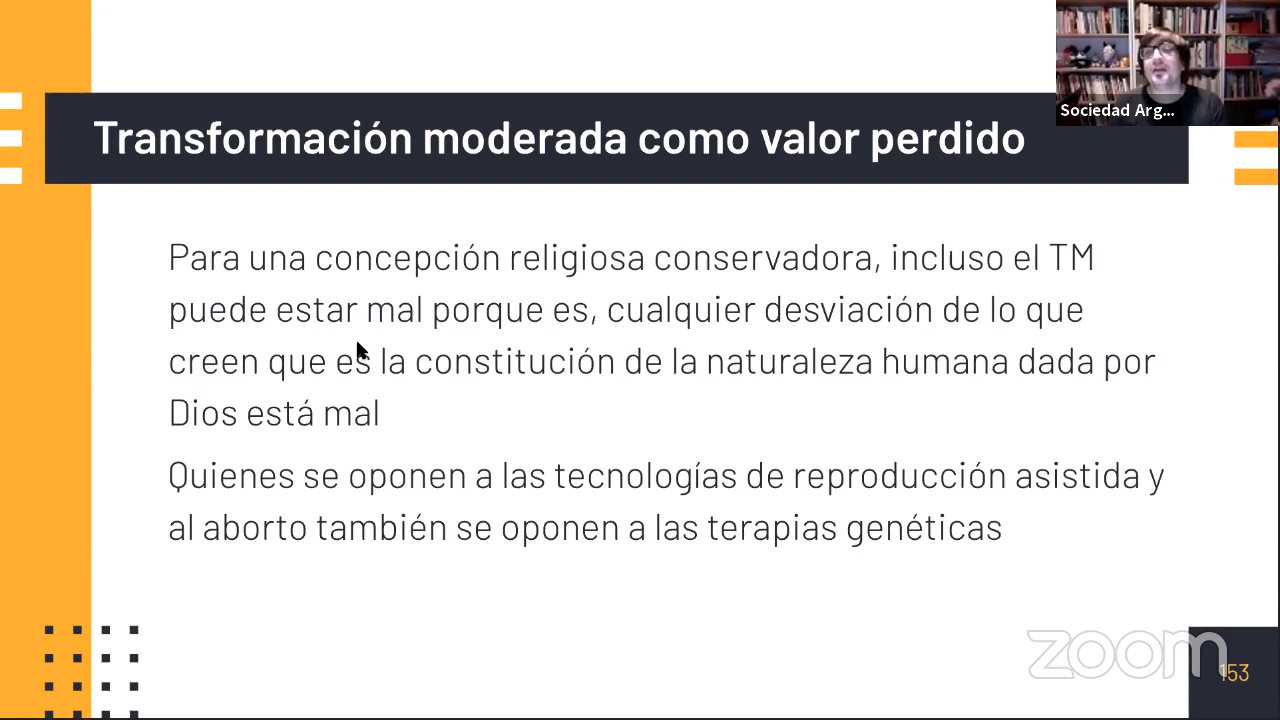 Sociedad Arg...
Transformación moderada como valor perdido
Para una concepción religiosa conservadora, incluso el TM
puede estar mal porque es, cualquier desviación de lo que
creen que es la constitución de la naturaleza humana dada por
Dios está mal
Quienes se oponen a las tecnologías de reproducción asistida y
al aborto también se oponen a las terapias genéticas
zoom
153